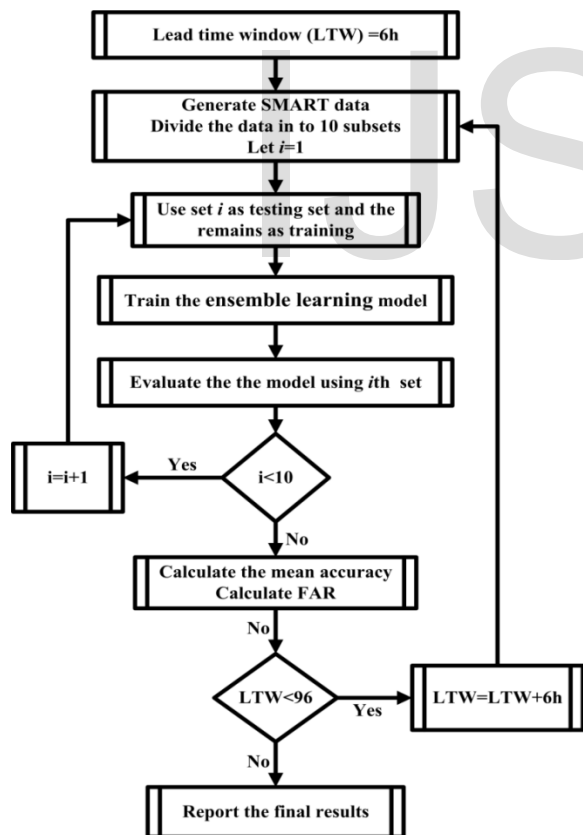 IJS
Lead time window (LTW) =6h
Generate SMART data
Divide the data in to 10 subsets
Let i=1
Use set i as testing set and the
remains as training
Train the ensemble learning model
Evaluate the the model using ith set
i=i+1
Yes
i<10
No
Calculate the mean accuracy
Calculate FAR
No
LTW<96
Yes
LTW=LTW+6h
No
Report the final results